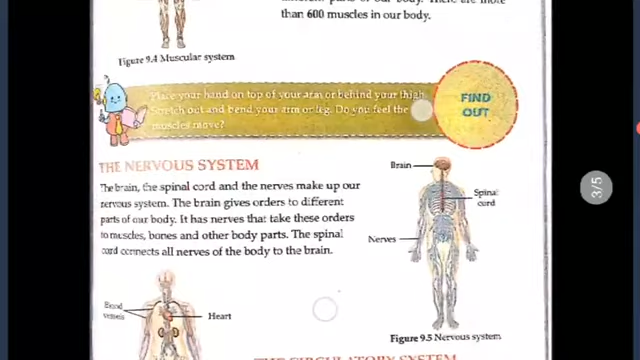 than 600 muscles in our body.
Figure 9.4 Muscular system
Place your hand on top of your arm or behind your thigh.
Stretch out and bend your arm or leg. Do you feel the
muscles move?
FIND
OUT
THE NERVOUS SYSTEM
The brain, the spinal cord and the nerves make up our
nervous system. The brain gives orders to different
parts of our body. It has nerves that take these orders
to muscles, bones and other body parts. The spinal
cord connects all nerves of the body to the brain.
Brain
Spinal
cord
Nerves
Figure 9.5 Nervous system
Blood
vessels
Heart
THE CIRCULATORY SYSTEM
3/5